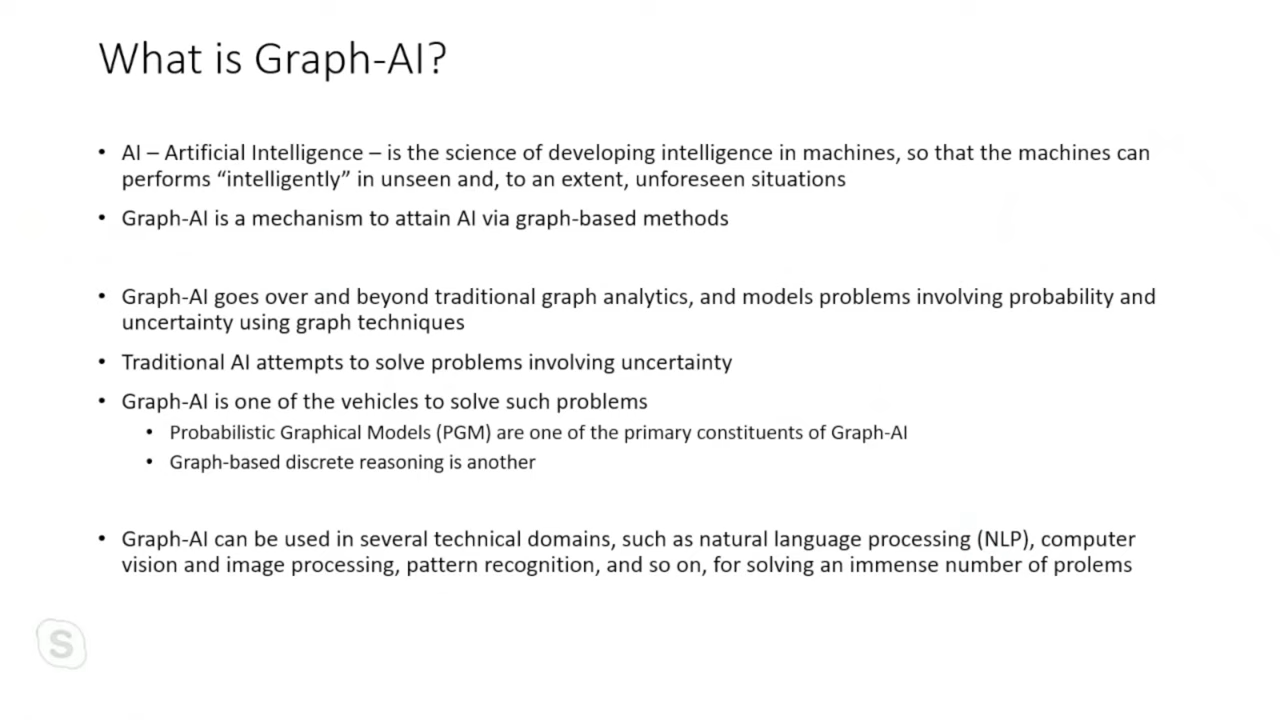 What is Graph-AI?
• AI – Artificial Intelligence – is the science of developing intelligence in machines, so that the machines can
performs “intelligently” in unseen and, to an extent, unforeseen situations
• Graph-AI is a mechanism to attain AI via graph-based methods
• Graph-AI goes over and beyond traditional graph analytics, and models problems involving probability and
uncertainty using graph techniques
• Traditional AI attempts to solve problems involving uncertainty
• Graph-AI is one of the vehicles to solve such problems
• Probabilistic Graphical Models (PGM) are one of the primary constituents of Graph-AI
• Graph-based discrete reasoning is another
• Graph-AI can be used in several technical domains, such as natural language processing (NLP), computer
vision and image processing, pattern recognition, and so on, for solving an immense number of prolems
S